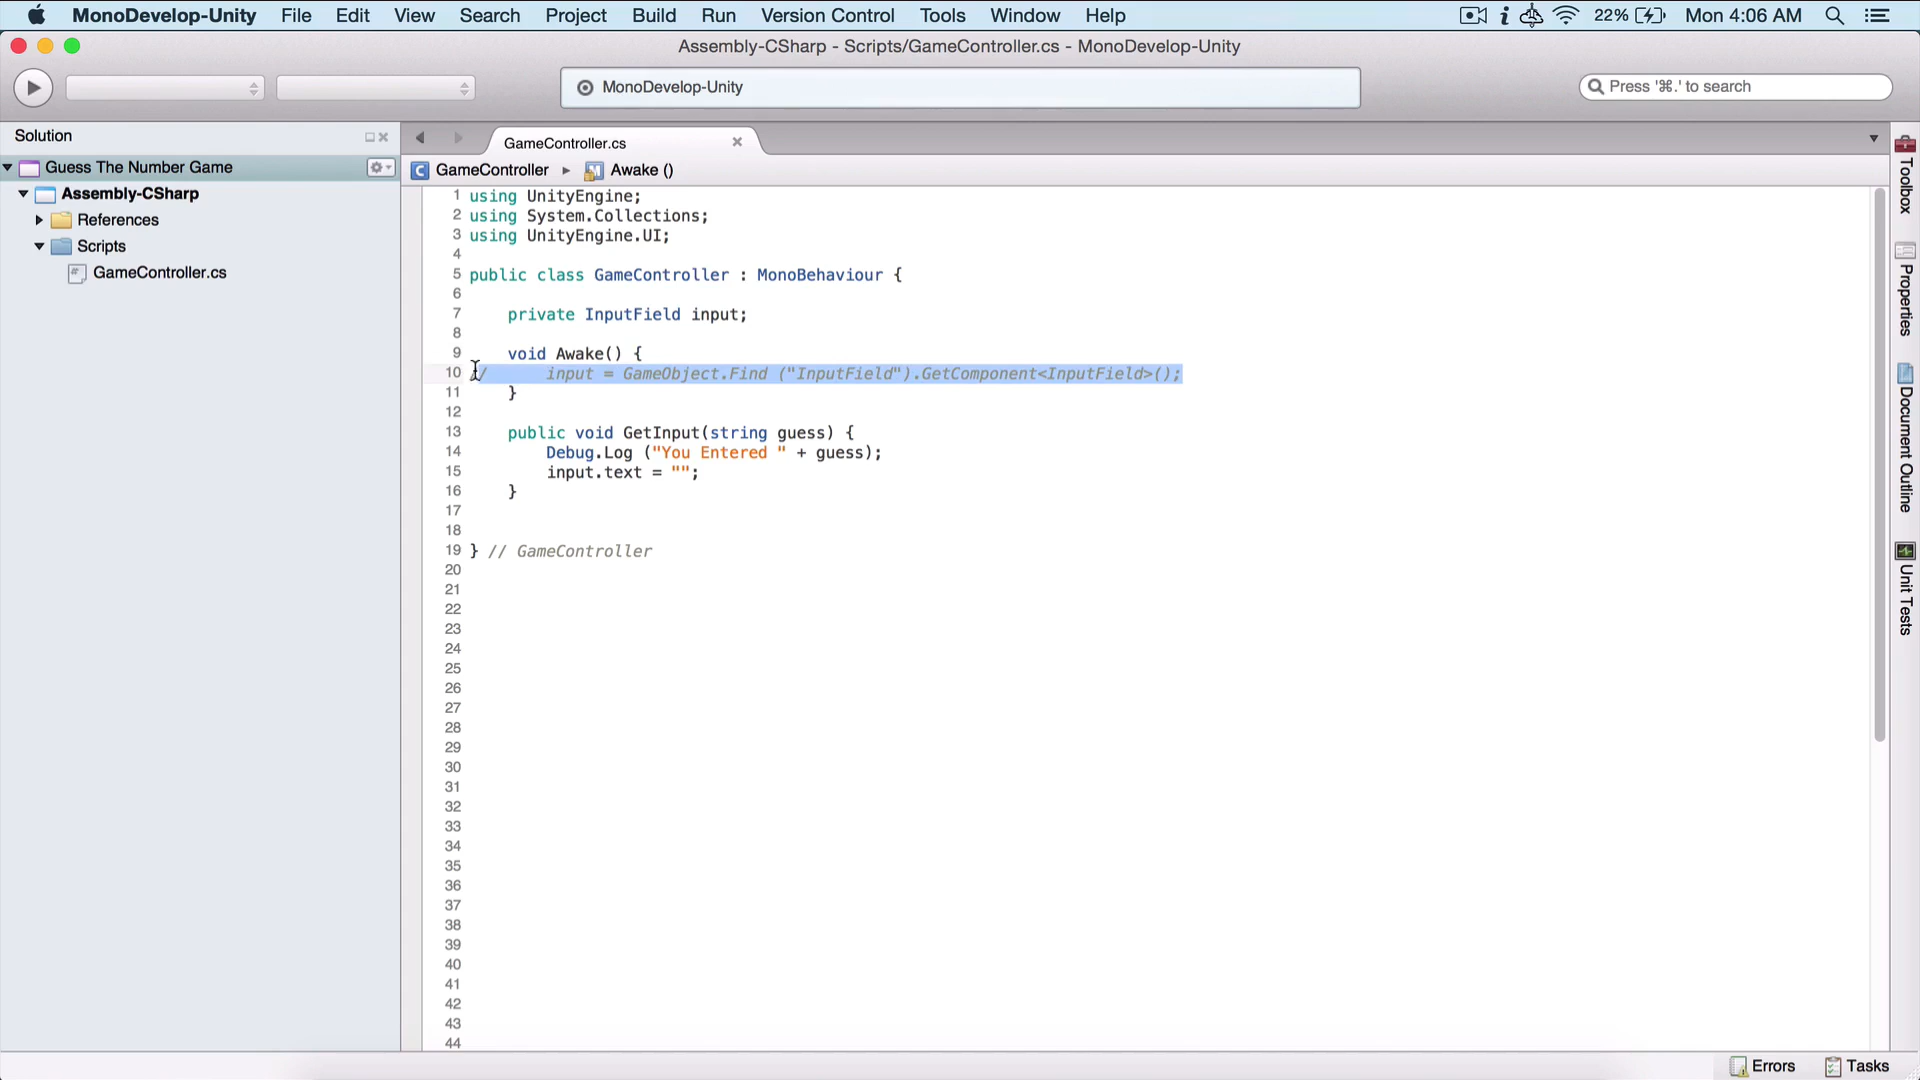 MonoDevelop-Unity File Edit View Search Project Build Run Version Control Tools Window Help 22% Mon 4:06 AM
Assembly-CSharp - Scripts/GameController.cs - MonoDevelop-Unity
MonoDevelop-Unity
Press '⌘.' to search
Solution
Guess The Number Game
Assembly-CSharp
References
Scripts
GameController.cs
GameController.cs
GameController ▸ Awake ()
1 using UnityEngine;
2 using System.Collections;
3 using UnityEngine.UI;
4
5 public class GameController : MonoBehaviour {
6
7 private InputField input;
8
9 void Awake() {
10 // input = GameObject.Find ("InputField").GetComponent<InputField>();
11 }
12
13 public void GetInput(string guess) {
14 Debug.Log ("You Entered " + guess);
15 input.text = "";
16 }
17
18
19 } // GameController
20
21
22
23
24
25
26
27
28
29
30
31
32
33
34
35
36
37
38
39
40
41
42
43
44
Toolbox
Properties
Document Outline
Unit Tests
Errors Tasks